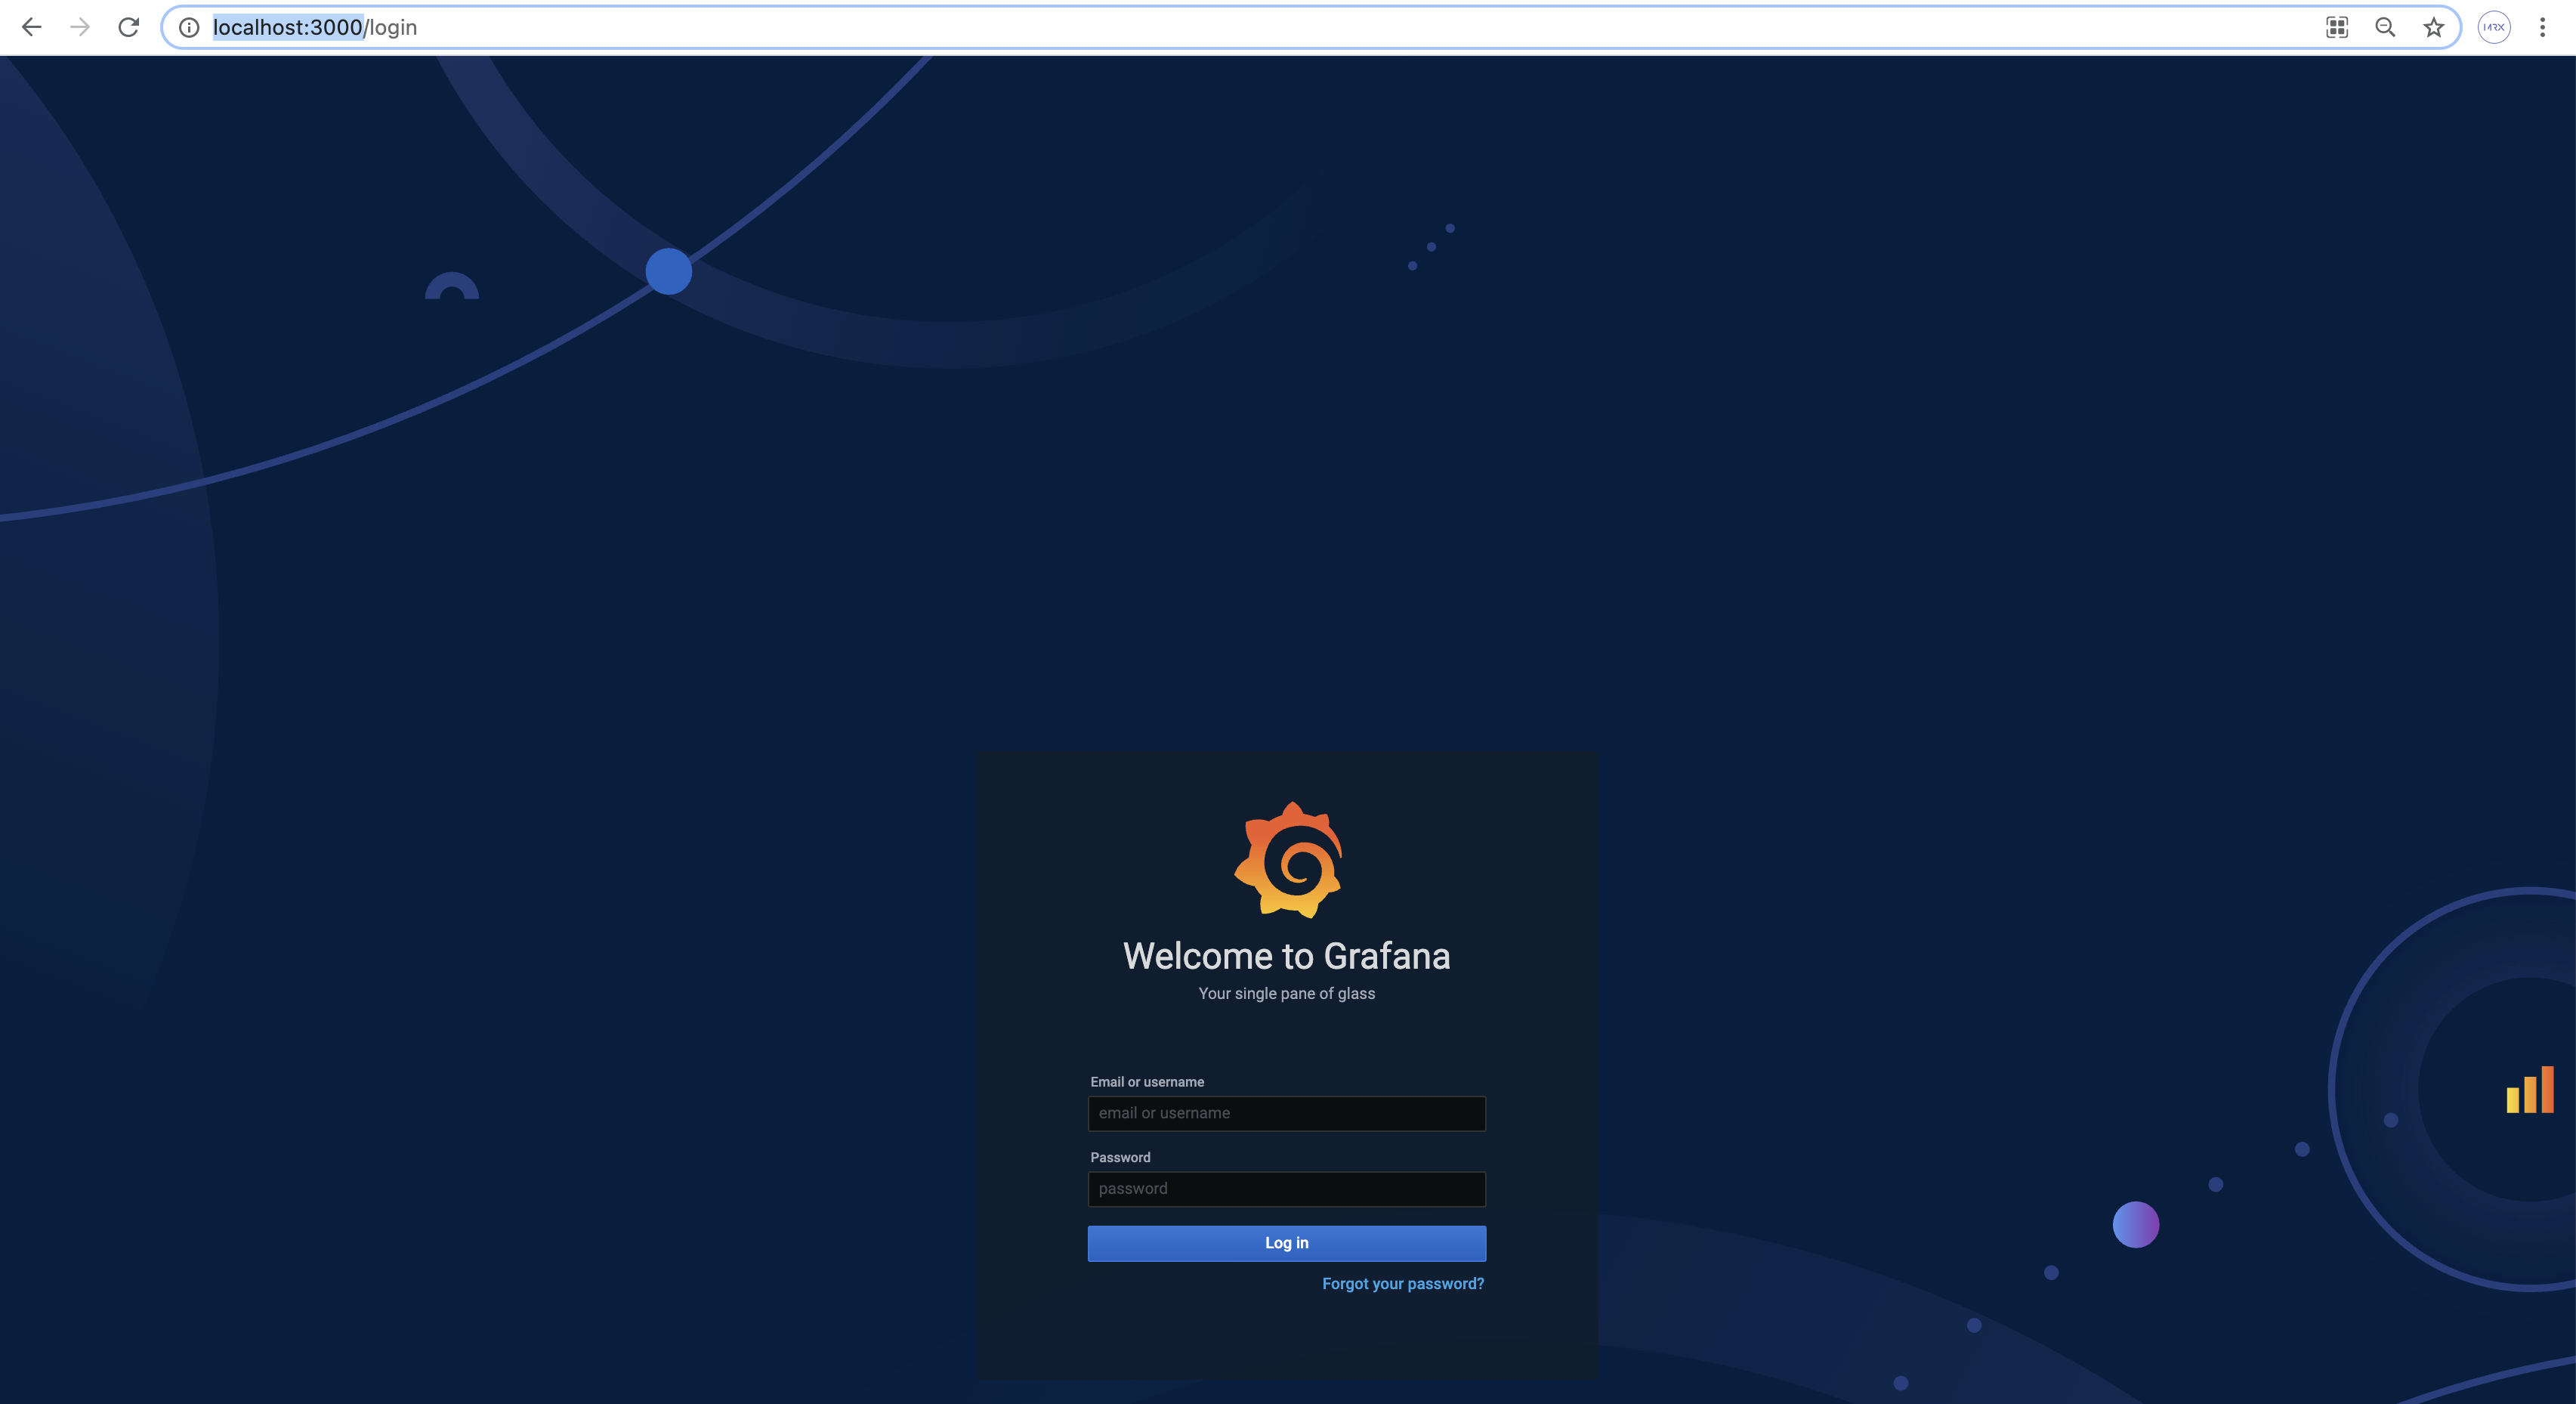 localhost:3000/login
Welcome to Grafana
Your single pane of glass
Email or username
email or username
Password
password
Log in
Forgot your password?